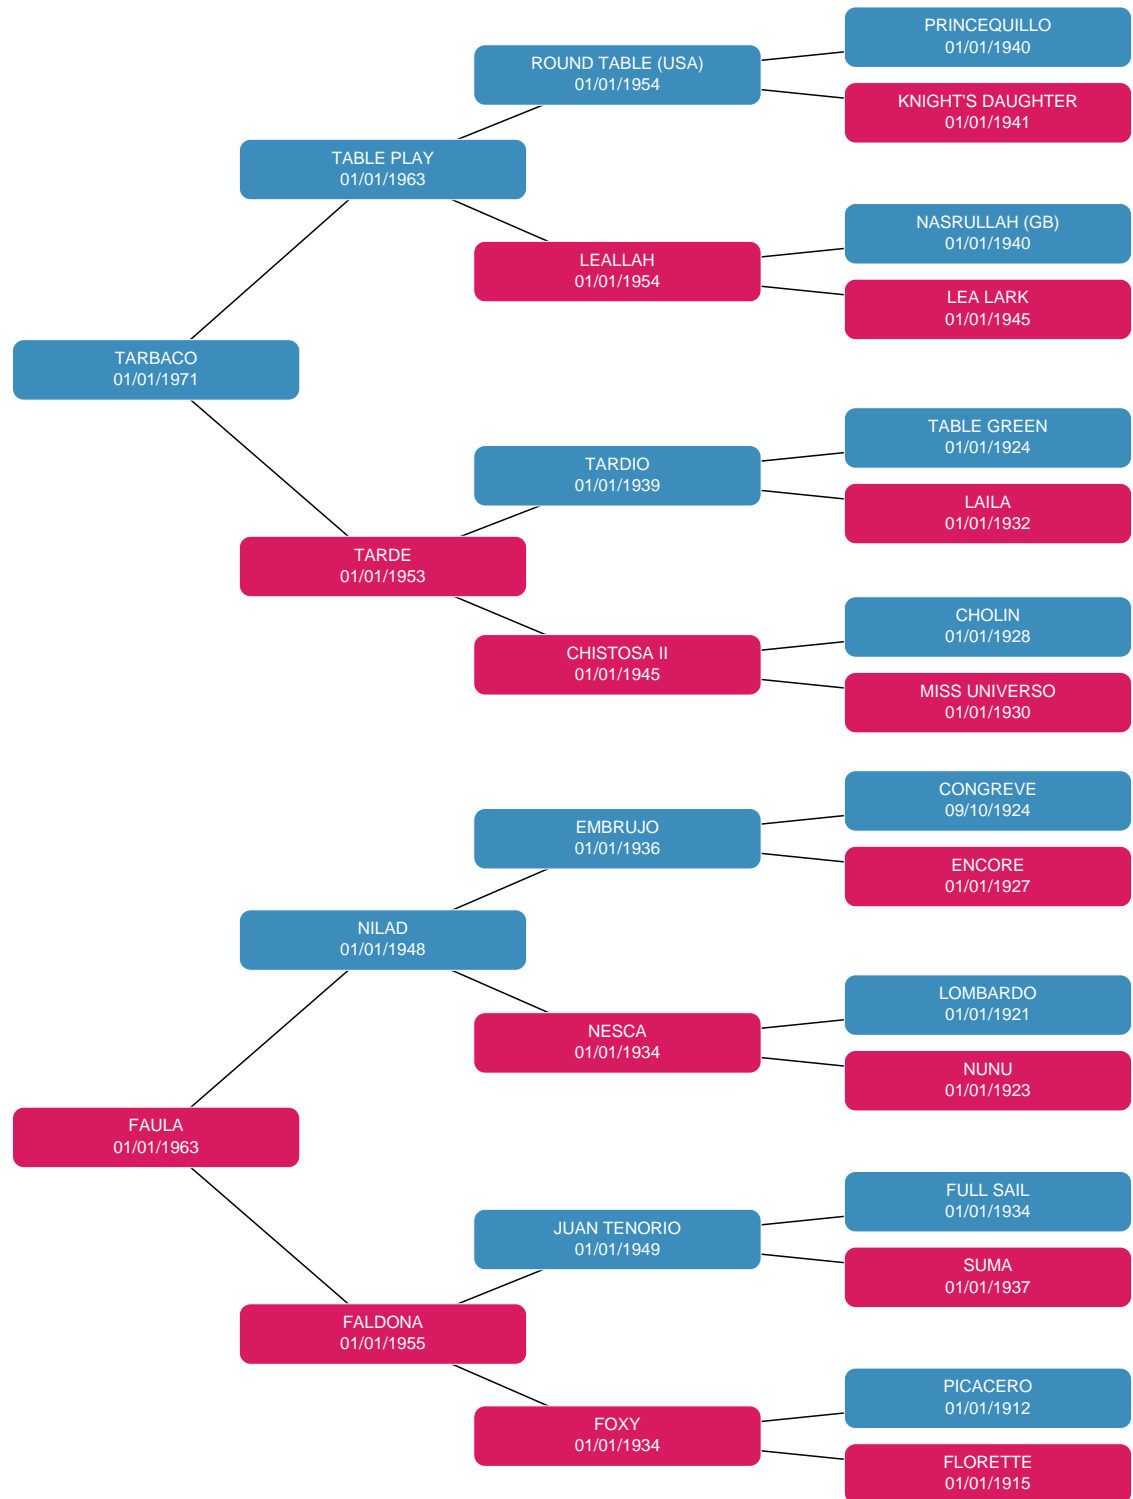 PRINCEQUILLO
01/01/1940
ROUND TABLE (USA)
01/01/1954
KNIGHT'S DAUGHTER
01/01/1941
TABLE PLAY
01/01/1963
NASRULLAH (GB)
01/01/1940
LEALLAH
01/01/1954
LEA LARK
01/01/1945
TARBACO
01/01/1971
TABLE GREEN
01/01/1924
TARDIO
01/01/1939
LAILA
01/01/1932
TARDE
01/01/1953
CHOLIN
01/01/1928
CHISTOSA II
01/01/1945
MISS UNIVERSO
01/01/1930
CONGREVE
09/10/1924
EMBRUJO
01/01/1936
ENCORE
01/01/1927
NILAD
01/01/1948
LOMBARDO
01/01/1921
NESCA
01/01/1934
NUNU
01/01/1923
FAULA
01/01/1963
FULL SAIL
01/01/1934
JUAN TENORIO
01/01/1949
SUMA
01/01/1937
FALDONA
01/01/1955
PICACERO
01/01/1912
FOXY
01/01/1934
FLORETTE
01/01/1915